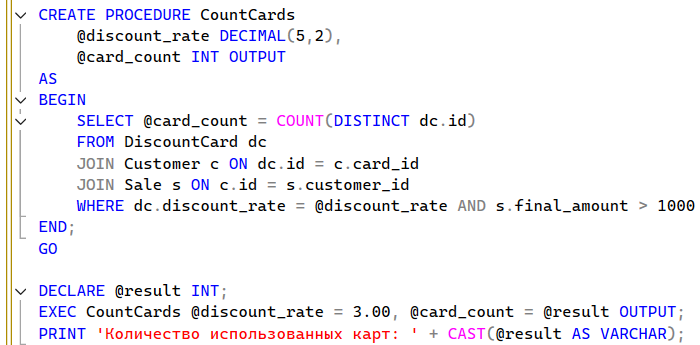 CREATE PROCEDURE CountCards
    @discount_rate DECIMAL(5,2),
    @card_count INT OUTPUT
AS
BEGIN
    SELECT @card_count = COUNT(DISTINCT dc.id)
    FROM DiscountCard dc
    JOIN Customer c ON dc.id = c.card_id
    JOIN Sale s ON c.id = s.customer_id
    WHERE dc.discount_rate = @discount_rate AND s.final_amount > 1000
END;
GO

DECLARE @result INT;
EXEC CountCards @discount_rate = 3.00, @card_count = @result OUTPUT;
PRINT 'Количество использованных карт: ' + CAST(@result AS VARCHAR);